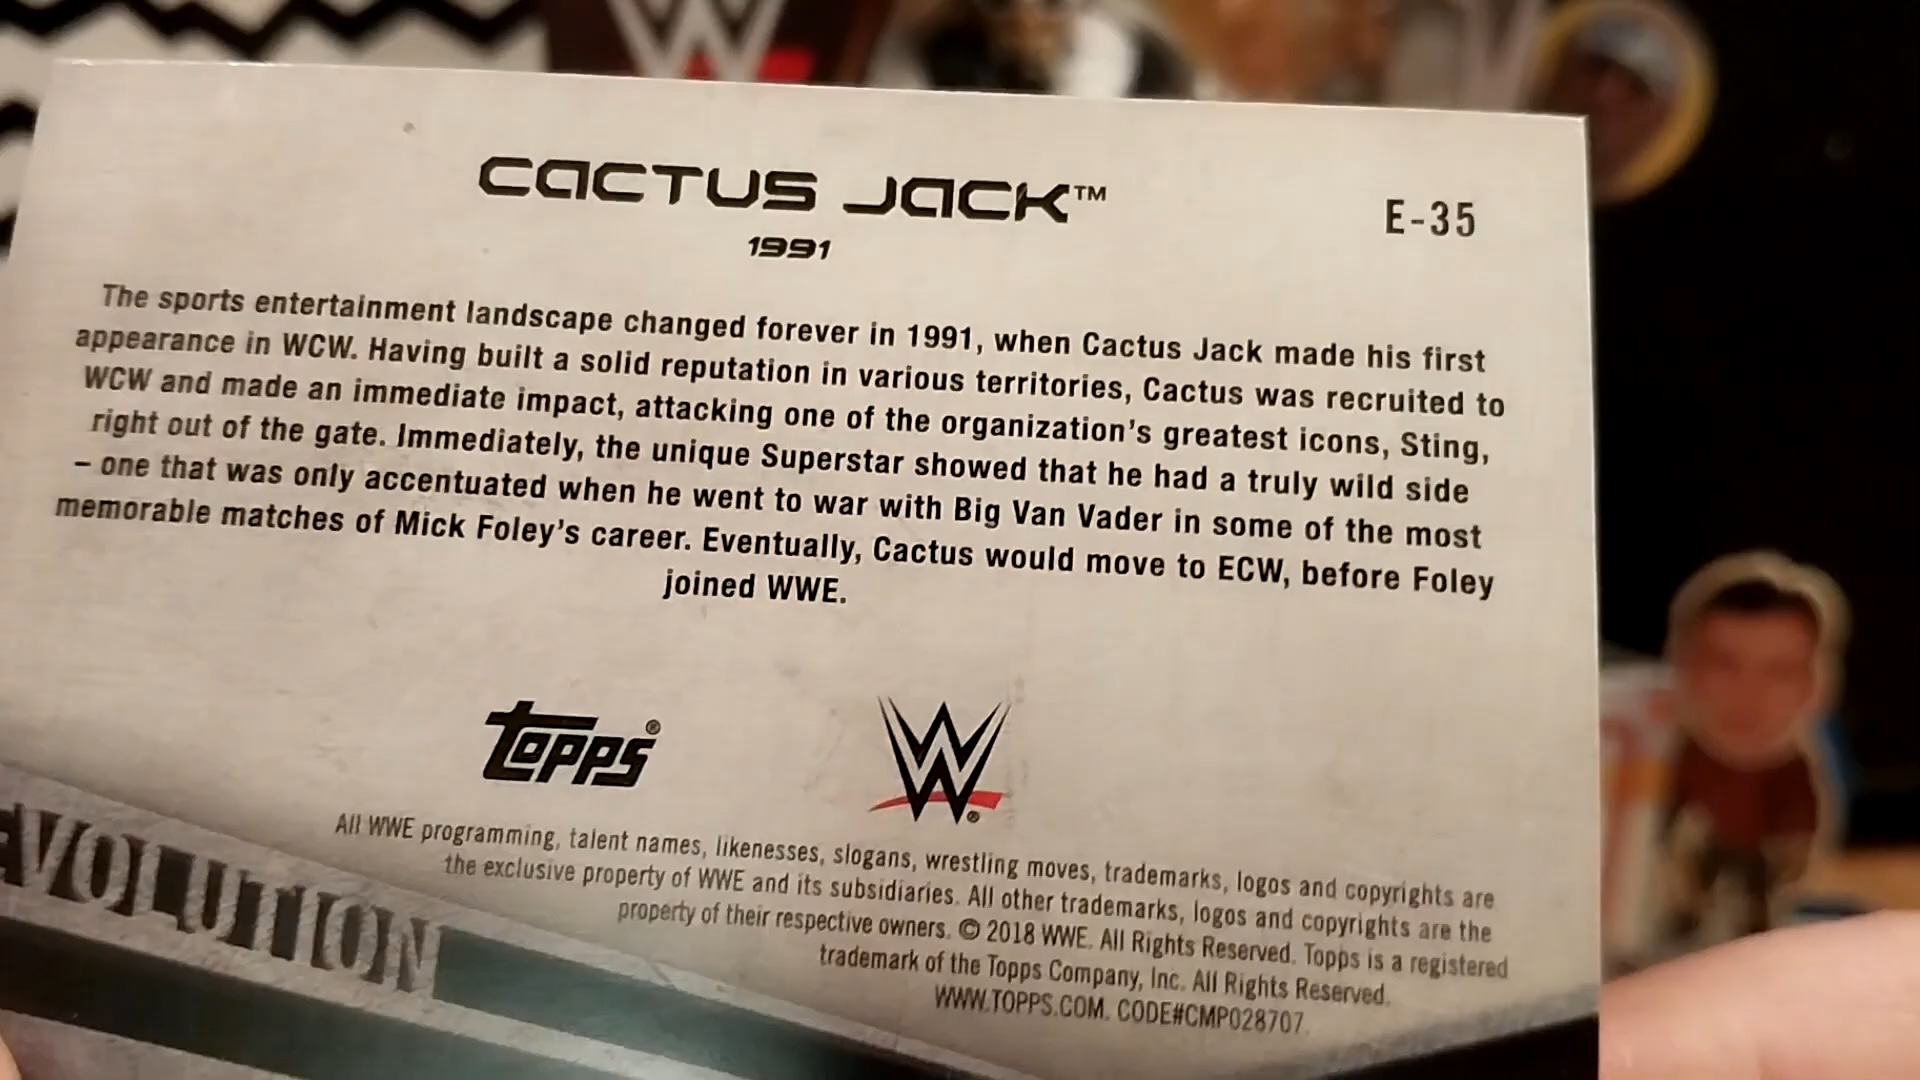 CACTUS JACK™
E-35
1991
The sports entertainment landscape changed forever in 1991, when Cactus Jack made his first
appearance in WCW. Having built a solid reputation in various territories, Cactus was recruited to
WCW and made an immediate impact, attacking one of the organization's greatest icons, Sting,
right out of the gate. Immediately, the unique Superstar showed that he had a truly wild side
– one that was only accentuated when he went to war with Big Van Vader in some of the most
memorable matches of Mick Foley's career. Eventually, Cactus would move to ECW, before Foley
joined WWE.
Topps®
W®
All WWE programming, talent names, likenesses, slogans, wrestling moves, trademarks, logos and copyrights are
the exclusive property of WWE and its subsidiaries. All other trademarks, logos and copyrights are the
property of their respective owners. © 2018 WWE. All Rights Reserved. Topps is a registered
trademark of the Topps Company, Inc. All Rights Reserved.
WWW.TOPPS.COM. CODE#CMP028707
EVOLUTION